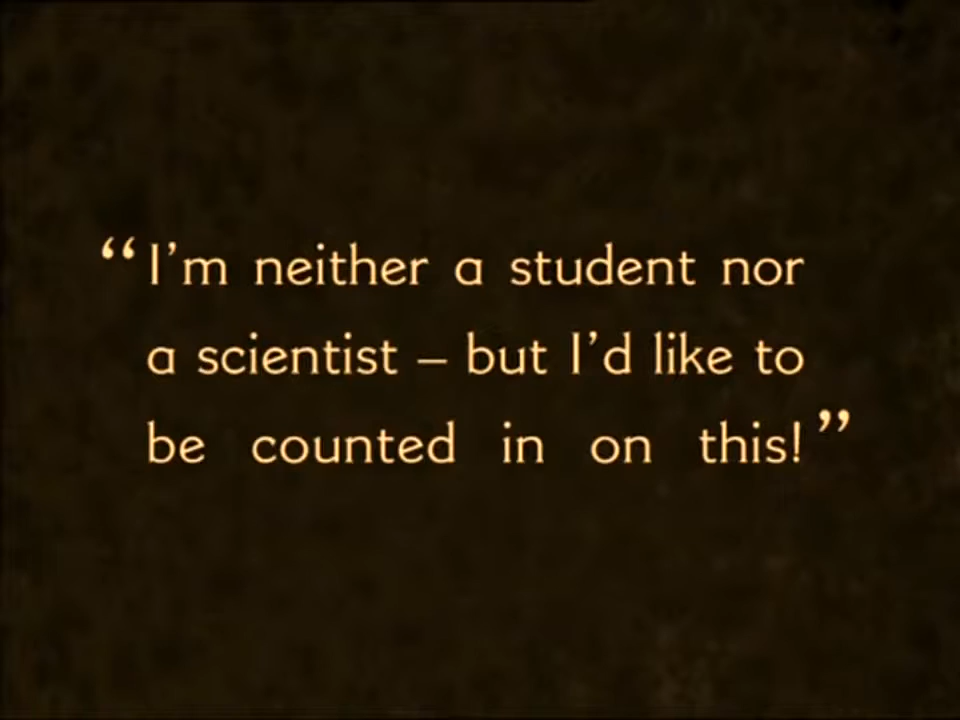 “I’m neither a student nor
a scientist – but I’d like to
be counted in on this!”